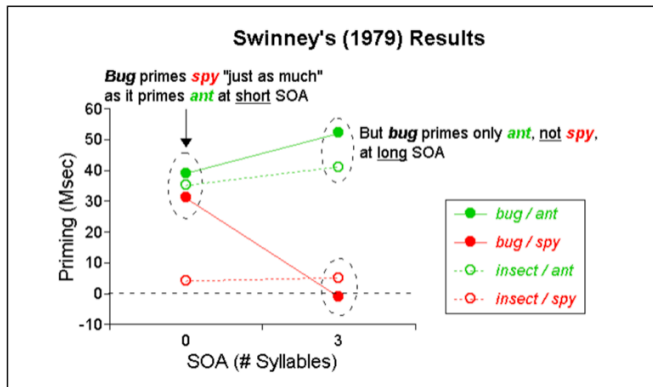 Swinney's (1979) Results
Bug primes spy "just as much"
as it primes ant at short SOA
But bug primes only ant, not spy,
at long SOA
Priming (Msec)
60
50
40
30
20
10
0
-10
0 3
SOA (# Syllables)
bug / ant
bug / spy
insect / ant
insect / spy